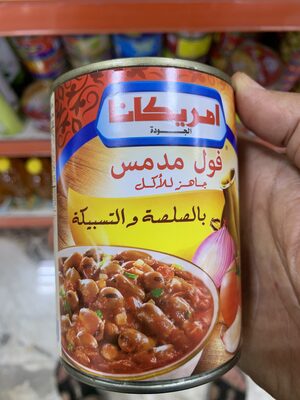 امريكانا
الجودة
فول مدمس
جاهز للأكل
بالصلصة والتسبيكة